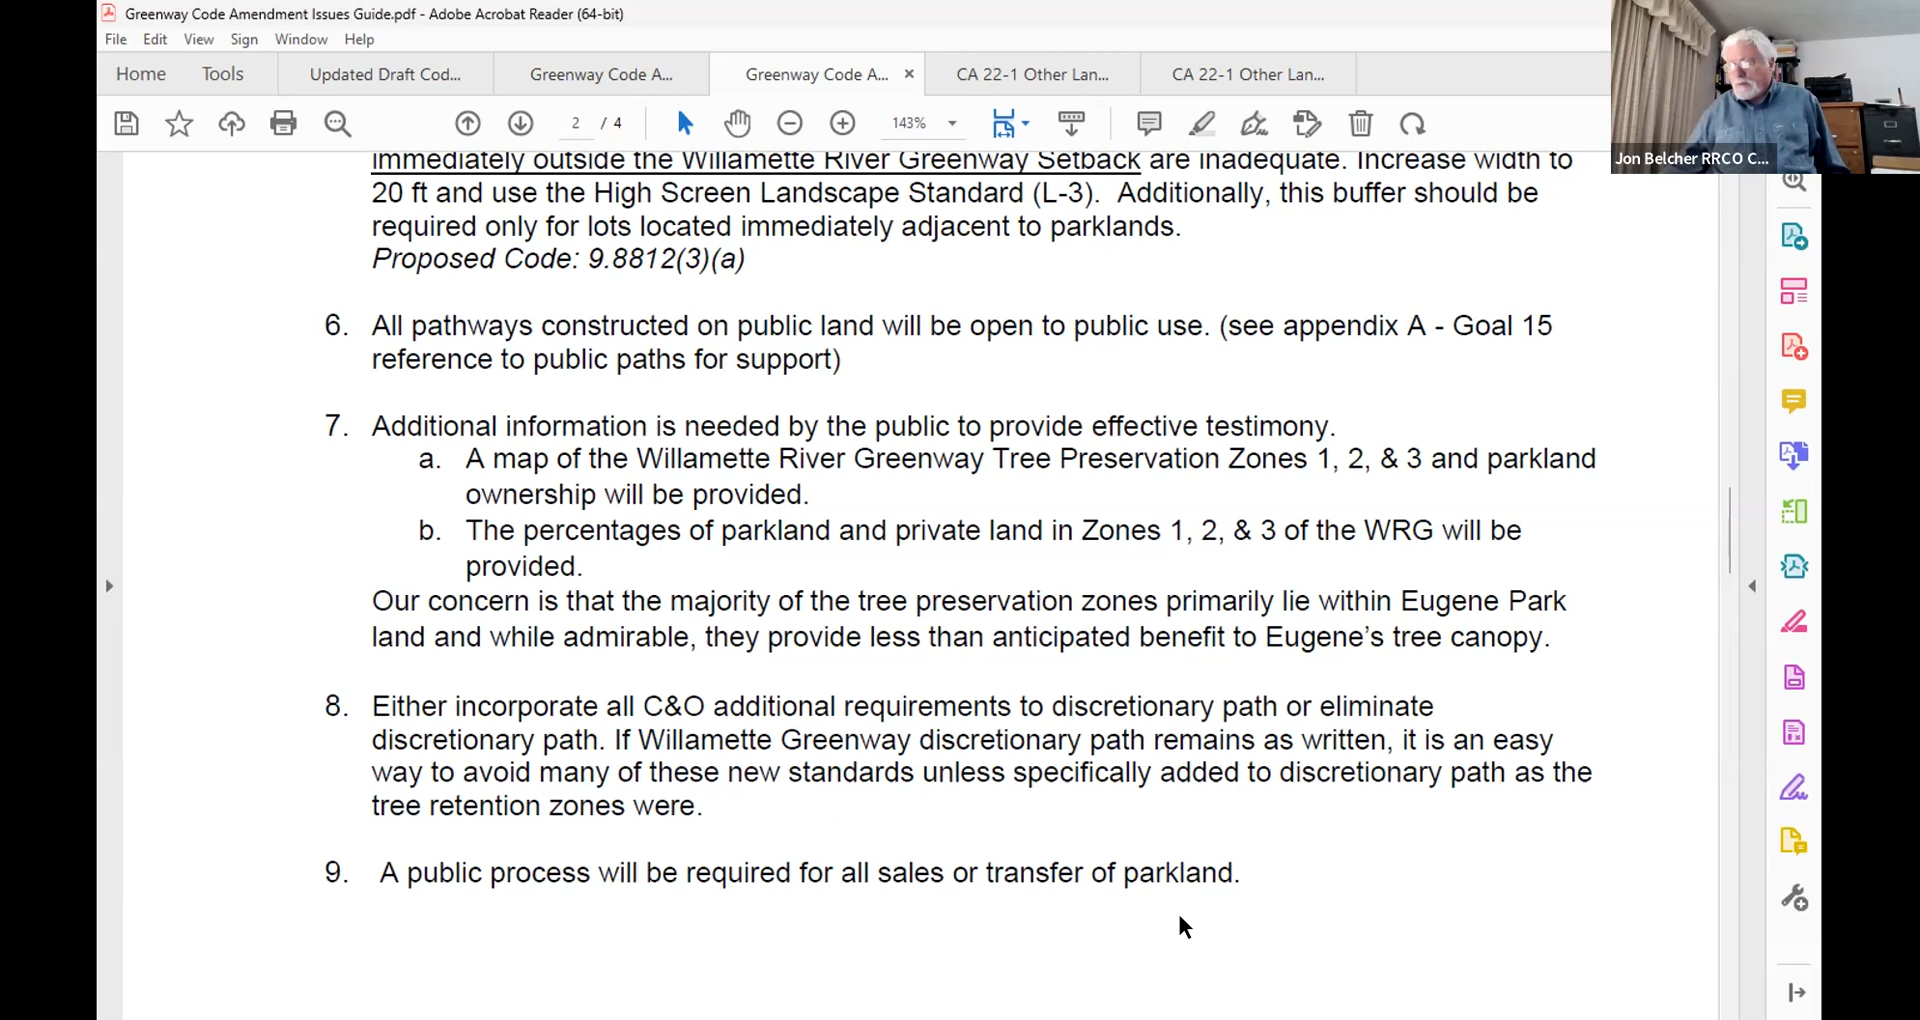 Greenway Code Amendment Issues Guide.pdf - Adobe Acrobat Reader (64-bit)
File Edit View Sign Window Help
Home Tools Updated Draft Cod... Greenway Code A... Greenway Code A... × CA 22-1 Other Lan... CA 22-1 Other Lan...
2 / 4 143%
Jon Belcher RRCO C...
immediately outside the Willamette River Greenway Setback are inadequate. Increase width to
20 ft and use the High Screen Landscape Standard (L-3). Additionally, this buffer should be
required only for lots located immediately adjacent to parklands.
Proposed Code: 9.8812(3)(a)
6. All pathways constructed on public land will be open to public use. (see appendix A - Goal 15
reference to public paths for support)
7. Additional information is needed by the public to provide effective testimony.
a. A map of the Willamette River Greenway Tree Preservation Zones 1, 2, & 3 and parkland
ownership will be provided.
b. The percentages of parkland and private land in Zones 1, 2, & 3 of the WRG will be
provided.
Our concern is that the majority of the tree preservation zones primarily lie within Eugene Park
land and while admirable, they provide less than anticipated benefit to Eugene's tree canopy.
8. Either incorporate all C&O additional requirements to discretionary path or eliminate
discretionary path. If Willamette Greenway discretionary path remains as written, it is an easy
way to avoid many of these new standards unless specifically added to discretionary path as the
tree retention zones were.
9. A public process will be required for all sales or transfer of parkland.